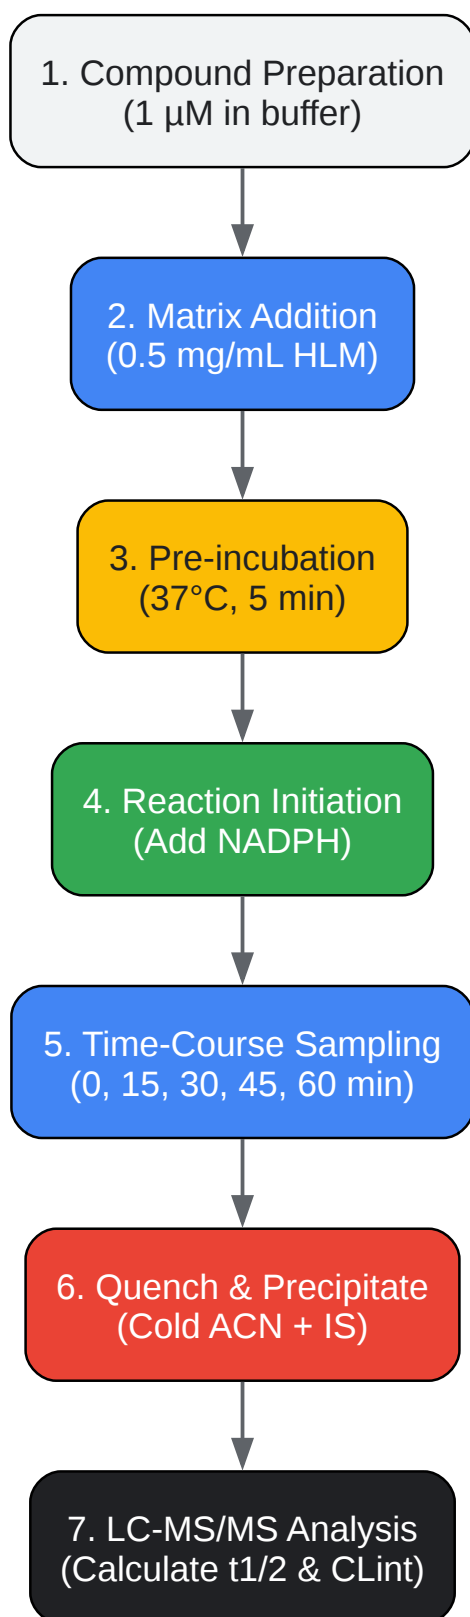 1. Compound Preparation
(1 µM in buffer)
2. Matrix Addition
(0.5 mg/mL HLM)
3. Pre-incubation
(37°C, 5 min)
4. Reaction Initiation
(Add NADPH)
5. Time-Course Sampling
(0, 15, 30, 45, 60 min)
6. Quench & Precipitate
(Cold ACN + IS)
7. LC-MS/MS Analysis
(Calculate t1/2 & CLint)